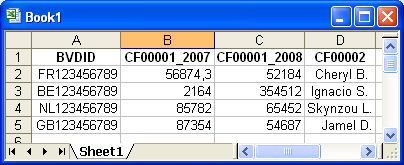 Book1
A B C D
1 BVDID CF00001_2007 CF00001_2008 CF00002
2 FR123456789 56874,3 52184 Cheryl B.
3 BE123456789 2164 354512 Ignacio S.
4 NL123456789 85782 65452 Skynzou L.
5 GB123456789 87354 54687 Jamel D.
6
Sheet1